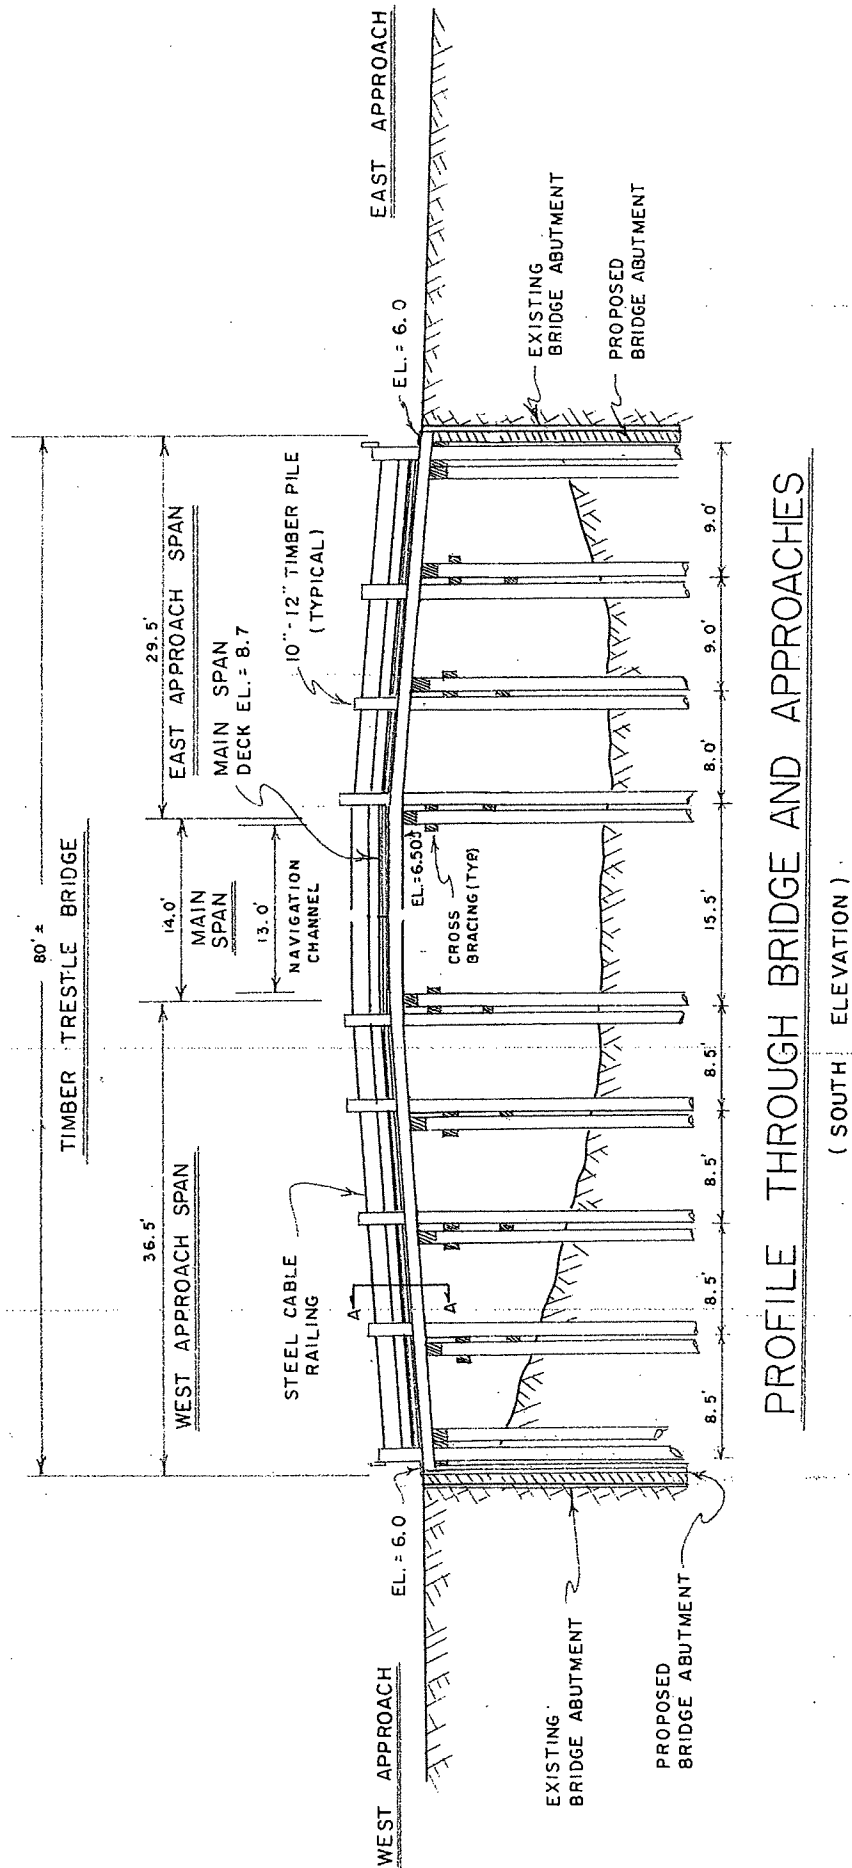 80' ±
TIMBER TRESTLE BRIDGE
36.5'
WEST APPROACH SPAN
14.0'
MAIN
SPAN
13.0'
NAVIGATION
CHANNEL
29.5'
EAST APPROACH SPAN
MAIN SPAN
DECK EL. = 8.7
STEEL CABLE
RAILING
10"-12" TIMBER PILE
(TYPICAL)
WEST APPROACH
EL. = 6.0
A
A
EL.=6.50
CROSS
BRACING (TYP)
EL. = 6.0
EAST APPROACH
EXISTING
BRIDGE ABUTMENT
PROPOSED
BRIDGE ABUTMENT
EXISTING
BRIDGE ABUTMENT
PROPOSED
BRIDGE ABUTMENT
8.5' 8.5' 8.5' 8.5' 15.5' 8.0' 9.0' 9.0'
PROFILE THROUGH BRIDGE AND APPROACHES
( SOUTH ELEVATION )